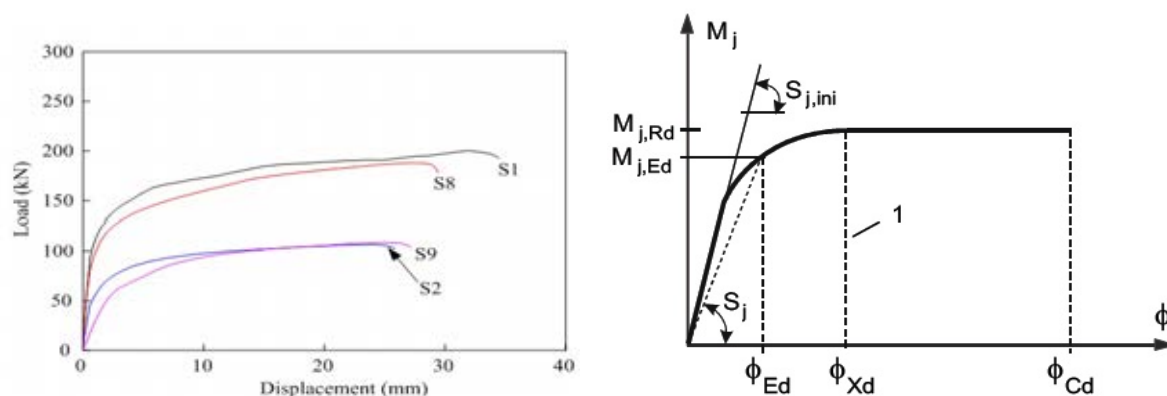 300
250
200
150
100
50
0
Load (kN)
S1
S8
S9
S2
0 10 20 30 40
Displacement (mm)
M j
S j,ini
M j,Rd
M j,Ed
1
S j
ϕ
ϕ Ed ϕ Xd ϕ Cd